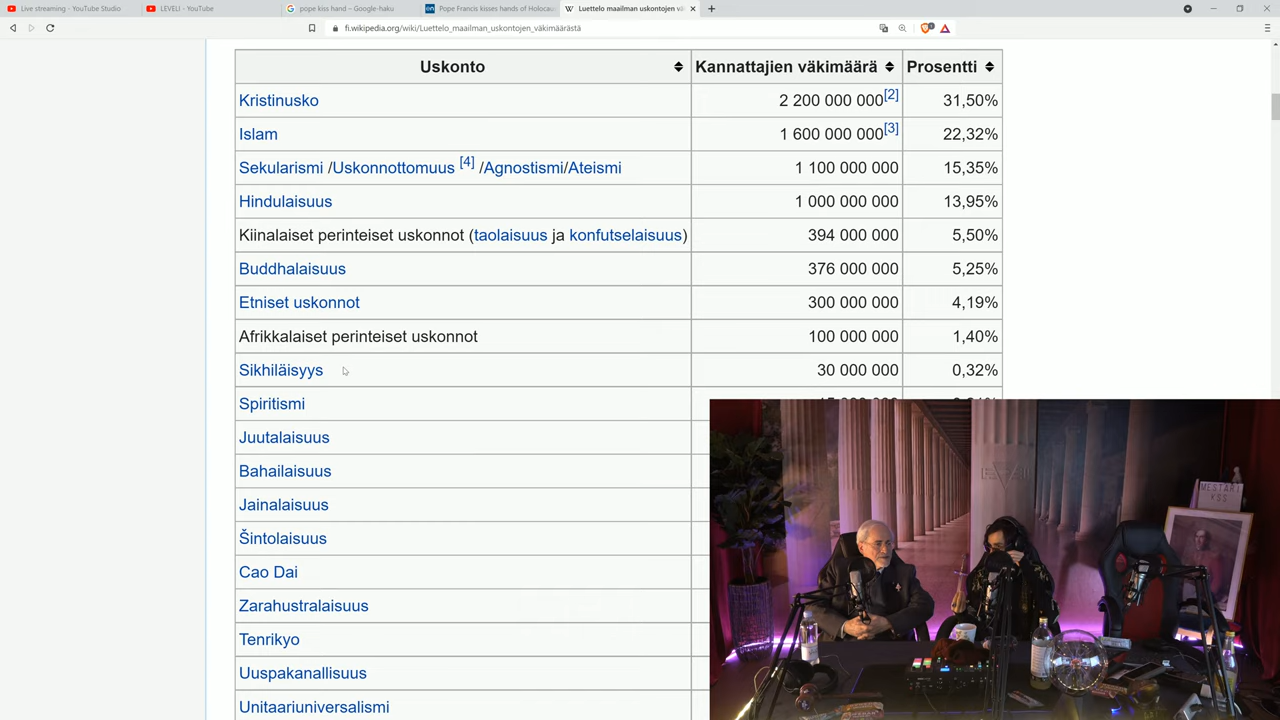 Live streaming - YouTube Studio
LEVELI - YouTube
pope kiss hand – Google-haku
Pope Francis kisses hands of Holocau
Luettelo maailman uskontojen vä
fi.wikipedia.org/wiki/Luettelo_maailman_uskontojen_väkimäärästä
Uskonto Kannattajien väkimäärä Prosentti
Kristinusko 2 200 000 000[2] 31,50%
Islam 1 600 000 000[3] 22,32%
Sekularismi /Uskonnottomuus [4] /Agnostismi/Ateismi 1 100 000 000 15,35%
Hindulaisuus 1 000 000 000 13,95%
Kiinalaiset perinteiset uskonnot (taolaisuus ja konfutselaisuus) 394 000 000 5,50%
Buddhalaisuus 376 000 000 5,25%
Etniset uskonnot 300 000 000 4,19%
Afrikkalaiset perinteiset uskonnot 100 000 000 1,40%
Sikhiläisyys 30 000 000 0,32%
Spiritismi
Juutalaisuus
Bahailaisuus
Jainalaisuus
Šintolaisuus
Cao Dai
Zarahustralaisuus
Tenrikyo
Uuspakanallisuus
Unitaariuniversalismi
MESTARI
KSS